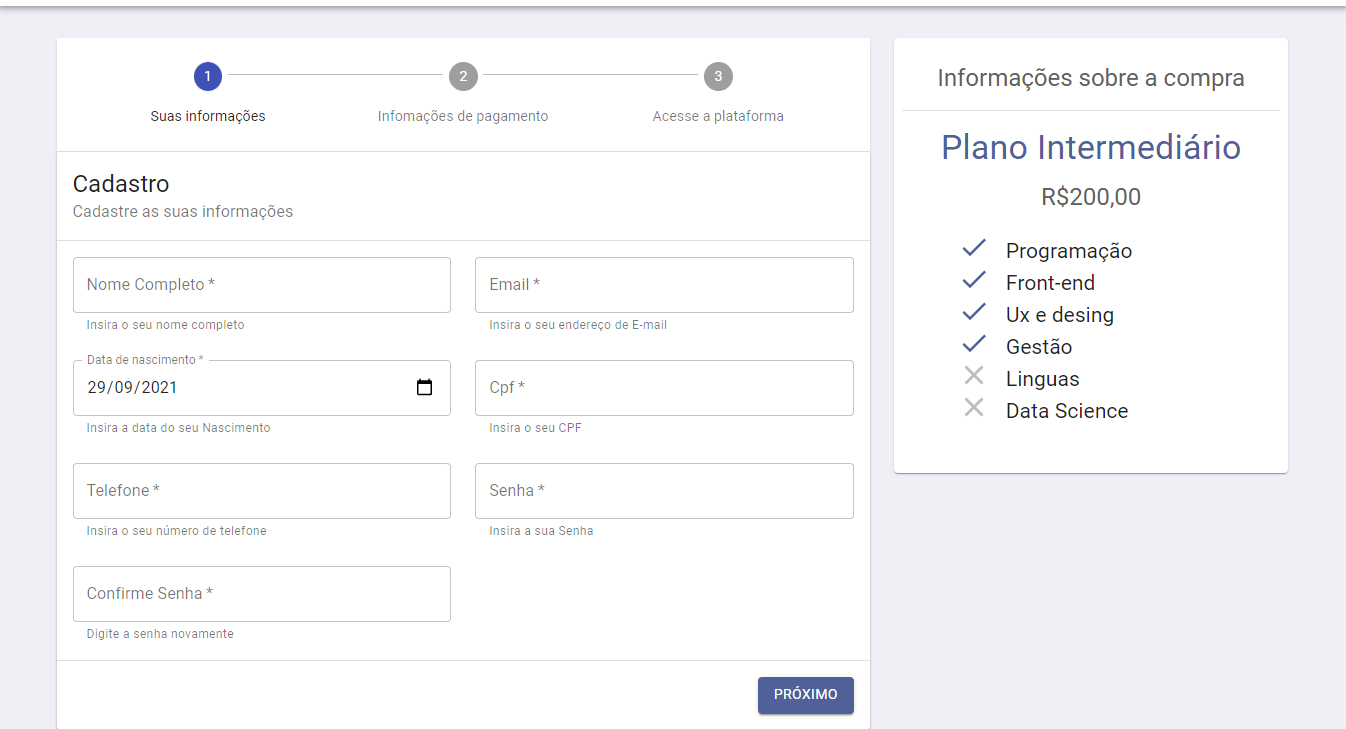 1
2
3
Suas informações
Infomações de pagamento
Acesse a plataforma
Cadastro
Cadastre as suas informações
Nome Completo *
Email *
Insira o seu nome completo
Insira o seu endereço de E-mail
Data de nascimento *
29/09/2021
Cpf *
Insira a data do seu Nascimento
Insira o seu CPF
Telefone *
Senha *
Insira o seu número de telefone
Insira a sua Senha
Confirme Senha *
Digite a senha novamente
PRÓXIMO
Informações sobre a compra
Plano Intermediário
R$200,00
Programação
Front-end
Ux e desing
Gestão
Linguas
Data Science